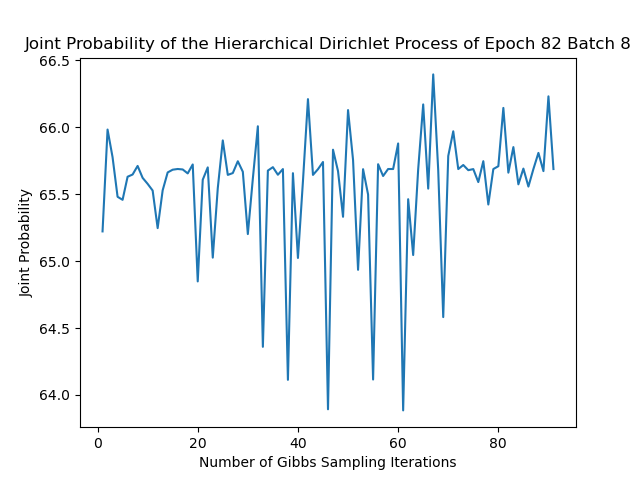 Joint Probability of the Hierarchical Dirichlet Process of Epoch 82 Batch 8
66.5
66.0
65.5
65.0
64.5
64.0
Joint Probability
0 20 40 60 80
Number of Gibbs Sampling Iterations